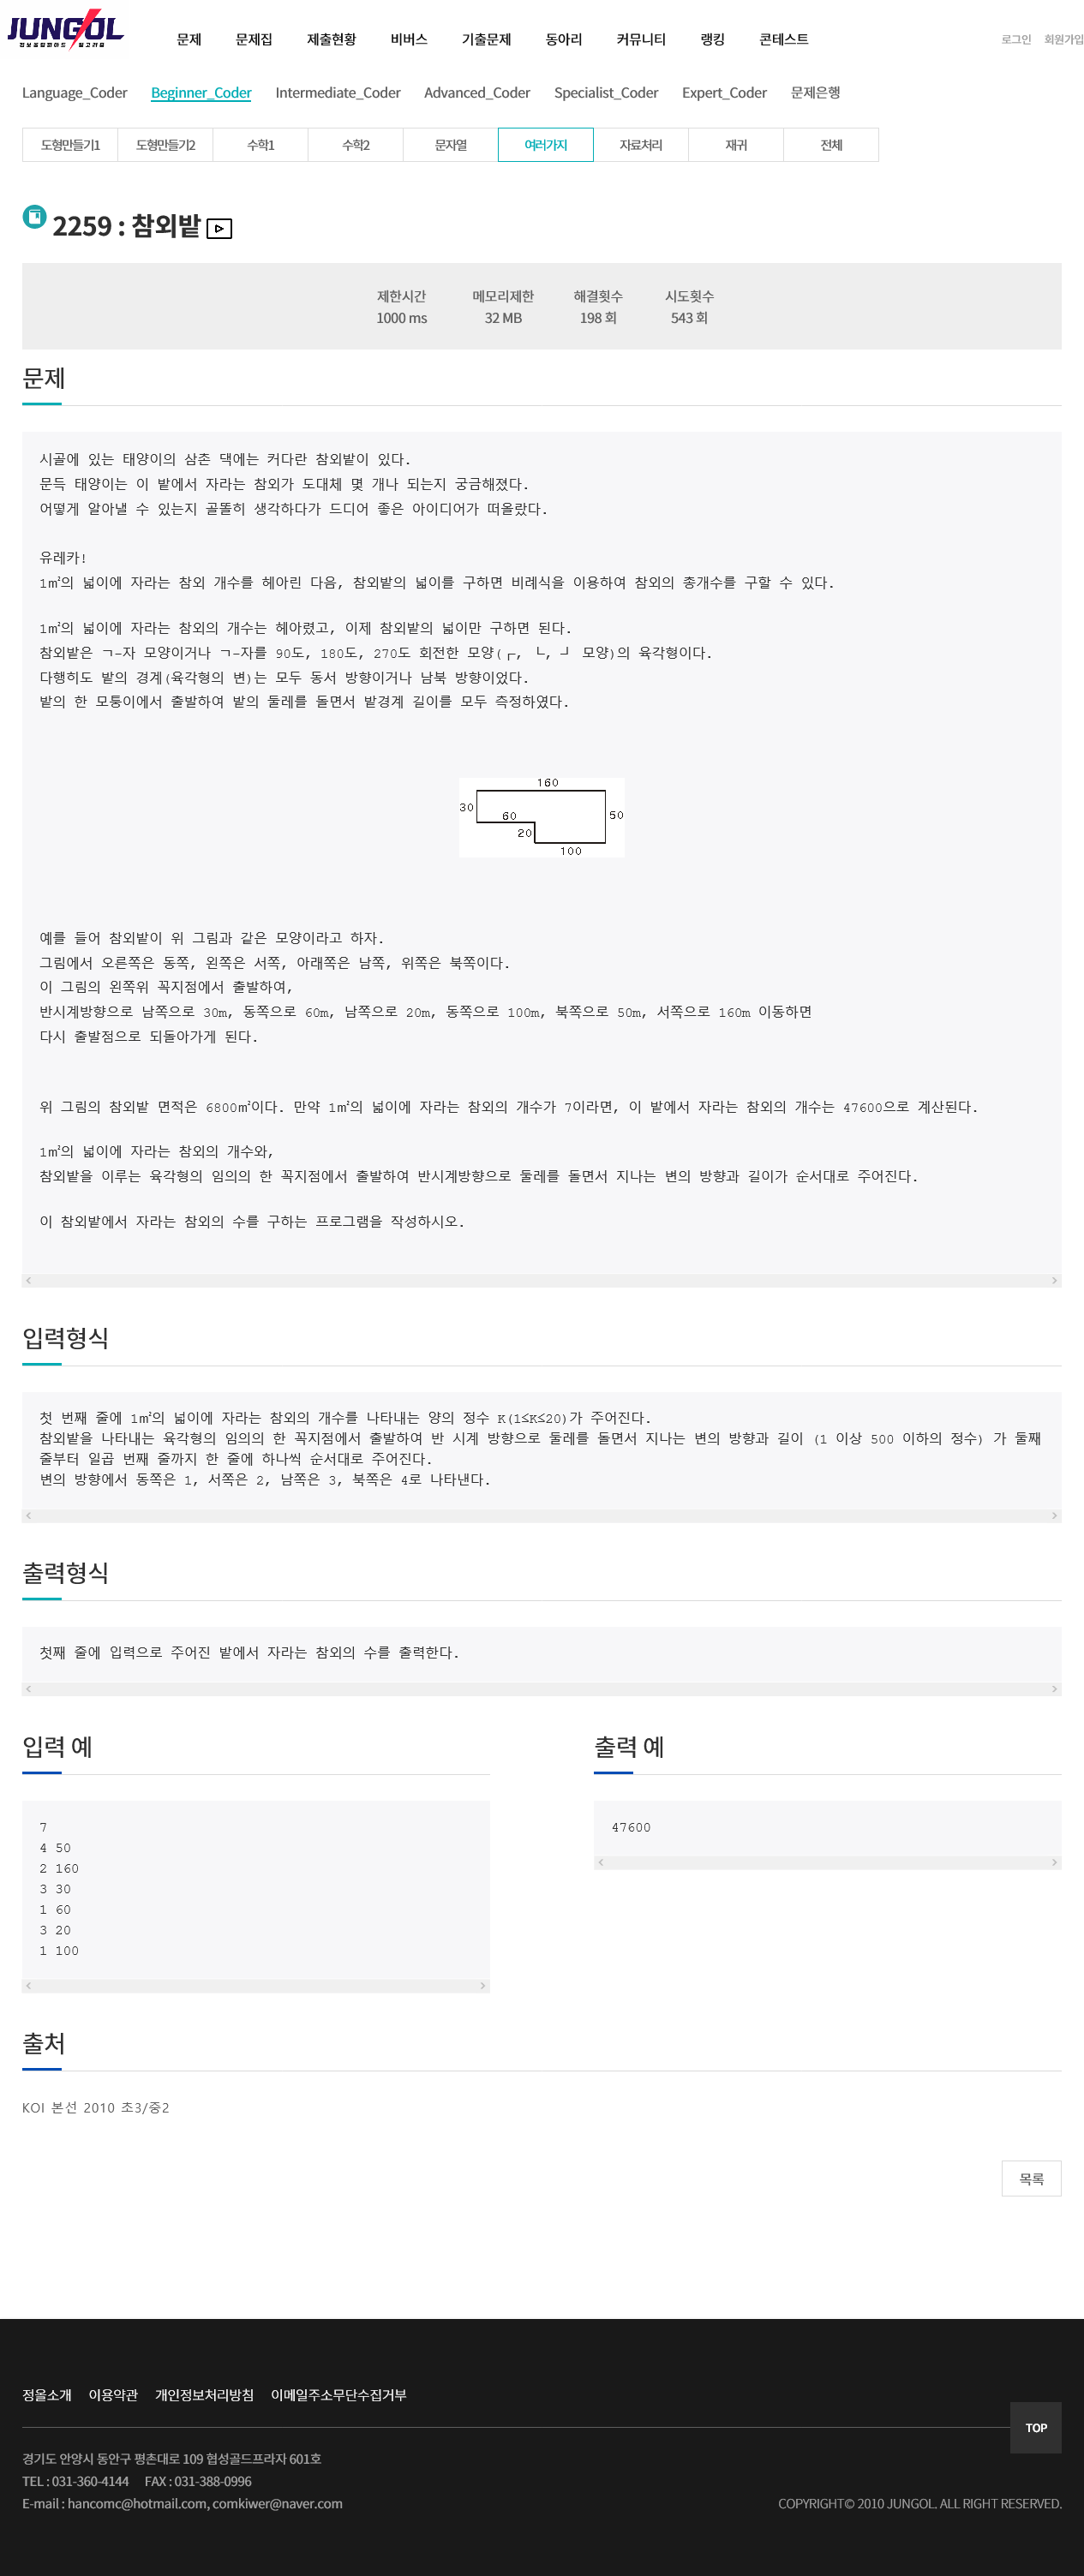 JUNGOL
정보올림피아드 알고리즘
문제 문제집 제출현황 비버스 기출문제 동아리 커뮤니티 랭킹 콘테스트 로그인 회원가입
Language_Coder Beginner_Coder Intermediate_Coder Advanced_Coder Specialist_Coder Expert_Coder 문제은행
도형만들기1 도형만들기2 수학1 수학2 문자열 여러가지 자료처리 재귀 전체
2259 : 참외밭
제한시간 메모리제한 해결횟수 시도횟수
1000 ms 32 MB 198 회 543 회
문제
시골에 있는 태양이의 삼촌 댁에는 커다란 참외밭이 있다.
문득 태양이는 이 밭에서 자라는 참외가 도대체 몇 개나 되는지 궁금해졌다.
어떻게 알아낼 수 있는지 골똘히 생각하다가 드디어 좋은 아이디어가 떠올랐다.
유레카!
1㎡의 넓이에 자라는 참외 개수를 헤아린 다음, 참외밭의 넓이를 구하면 비례식을 이용하여 참외의 총개수를 구할 수 있다.
1㎡의 넓이에 자라는 참외의 개수는 헤아렸고, 이제 참외밭의 넓이만 구하면 된다.
참외밭은 ㄱ-자 모양이거나 ㄱ-자를 90도, 180도, 270도 회전한 모양(┏, ┗, ┛ 모양)의 육각형이다.
다행히도 밭의 경계(육각형의 변)는 모두 동서 방향이거나 남북 방향이었다.
밭의 한 모퉁이에서 출발하여 밭의 둘레를 돌면서 밭경계 길이를 모두 측정하였다.
160
30
60
50
20
100
예를 들어 참외밭이 위 그림과 같은 모양이라고 하자.
그림에서 오른쪽은 동쪽, 왼쪽은 서쪽, 아래쪽은 남쪽, 위쪽은 북쪽이다.
이 그림의 왼쪽위 꼭지점에서 출발하여,
반시계방향으로 남쪽으로 30m, 동쪽으로 60m, 남쪽으로 20m, 동쪽으로 100m, 북쪽으로 50m, 서쪽으로 160m 이동하면
다시 출발점으로 되돌아가게 된다.
위 그림의 참외밭 면적은 6800㎡이다. 만약 1㎡의 넓이에 자라는 참외의 개수가 7이라면, 이 밭에서 자라는 참외의 개수는 47600으로 계산된다.
1㎡의 넓이에 자라는 참외의 개수와,
참외밭을 이루는 육각형의 임의의 한 꼭지점에서 출발하여 반시계방향으로 둘레를 돌면서 지나는 변의 방향과 길이가 순서대로 주어진다.
이 참외밭에서 자라는 참외의 수를 구하는 프로그램을 작성하시오.
입력형식
첫 번째 줄에 1㎡의 넓이에 자라는 참외의 개수를 나타내는 양의 정수 K(1≤K≤20)가 주어진다.
참외밭을 나타내는 육각형의 임의의 한 꼭지점에서 출발하여 반 시계 방향으로 둘레를 돌면서 지나는 변의 방향과 길이 (1 이상 500 이하의 정수) 가 둘째
줄부터 일곱 번째 줄까지 한 줄에 하나씩 순서대로 주어진다.
변의 방향에서 동쪽은 1, 서쪽은 2, 남쪽은 3, 북쪽은 4로 나타낸다.
출력형식
첫째 줄에 입력으로 주어진 밭에서 자라는 참외의 수를 출력한다.
입력 예 출력 예
7 47600
4 50
2 160
3 30
1 60
3 20
1 100
출처
KOI 본선 2010 초3/중2
목록
정올소개 이용약관 개인정보처리방침 이메일주소무단수집거부
TOP
경기도 안양시 동안구 평촌대로 109 협성골드프라자 601호
TEL : 031-360-4144 FAX : 031-388-0996
E-mail : hancomc@hotmail.com, comkiwer@naver.com COPYRIGHT© 2010 JUNGOL. ALL RIGHT RESERVED.